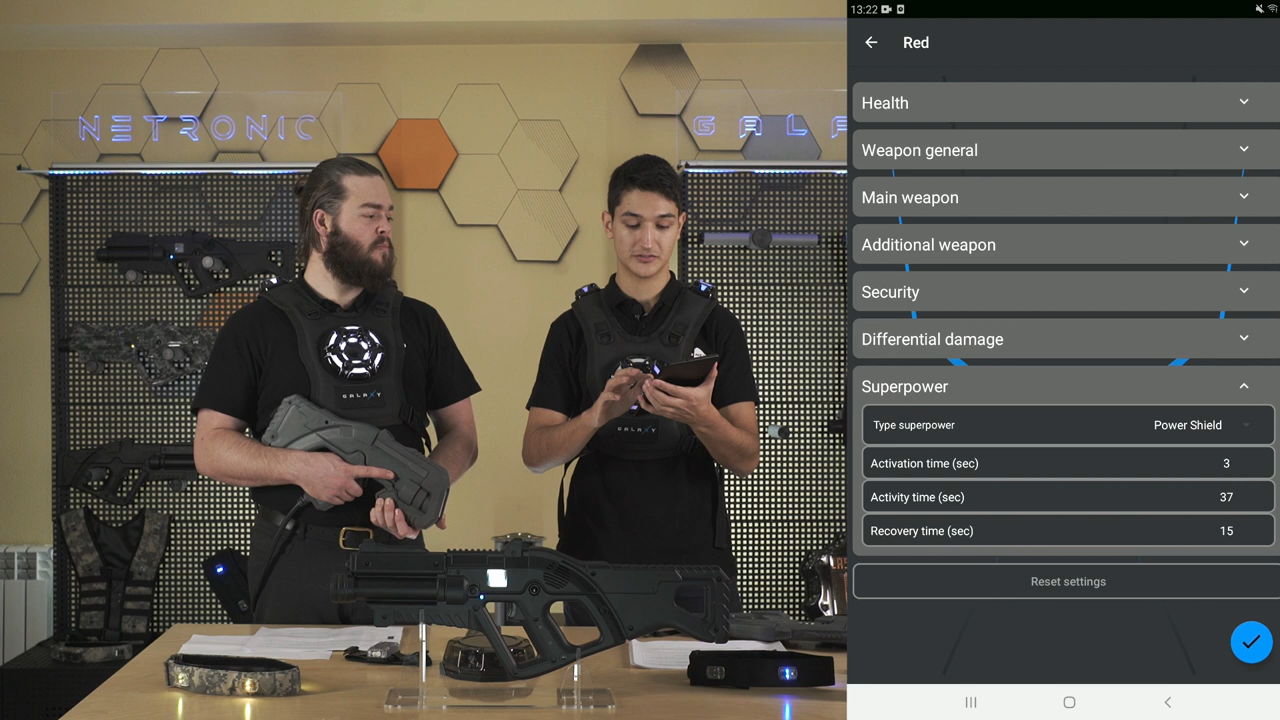 NETRONIC
GALA
GALAXY
GALAXY
13:22
Red
Health
Weapon general
Main weapon
Additional weapon
Security
Differential damage
Superpower
Type superpower Power Shield
Activation time (sec) 3
Activity time (sec) 37
Recovery time (sec) 15
Reset settings